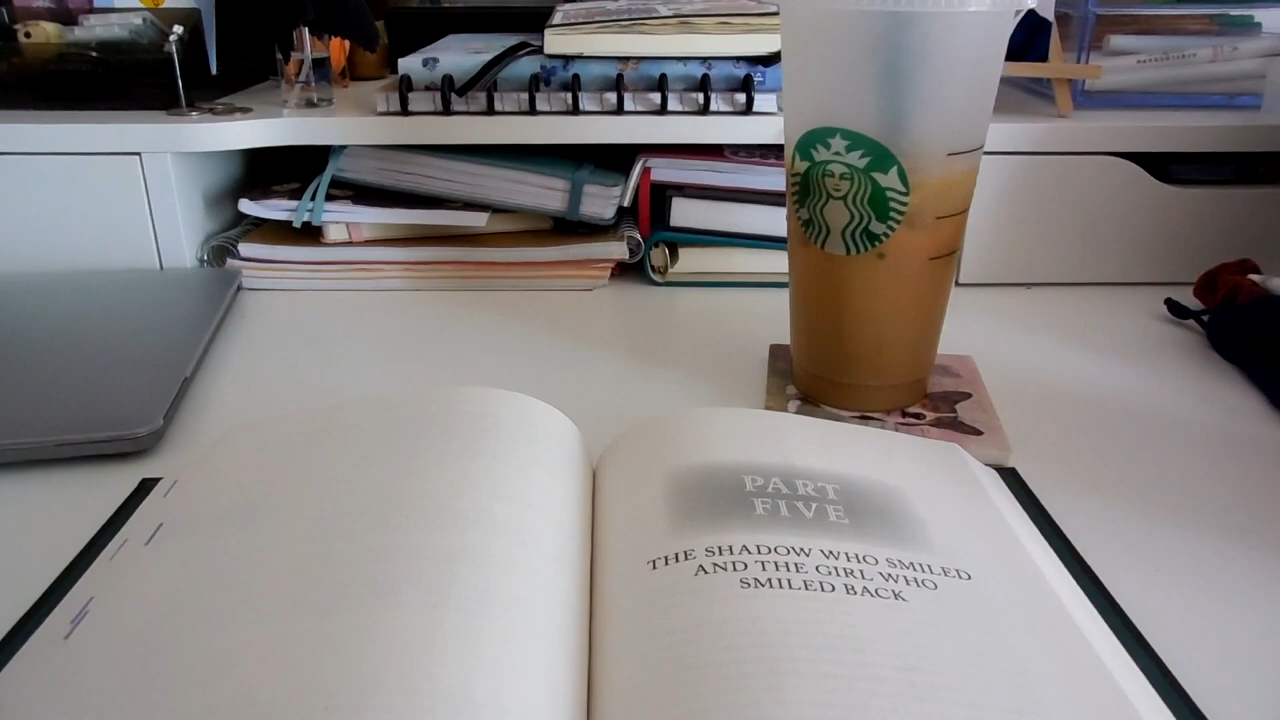 PART
FIVE
THE SHADOW WHO SMILED
AND THE GIRL WHO
SMILED BACK